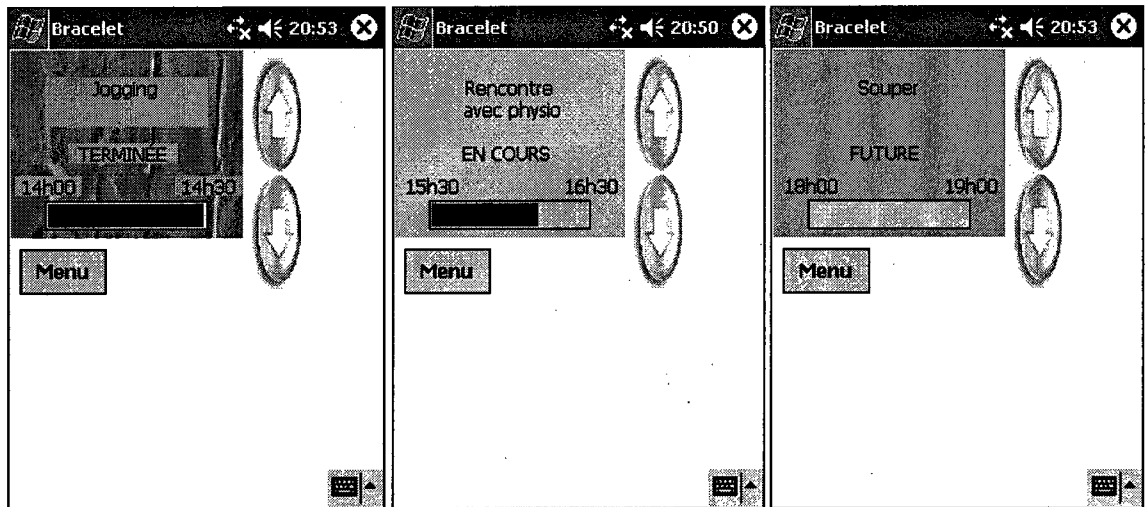 Bracelet 20:53
Jogging
TERMINÉE
14h00 14h30
Menu
Bracelet 20:50
Rencontre
avec physio
EN COURS
15h30 16h30
Menu
Bracelet 20:53
Souper
FUTURE
18h00 19h00
Menu